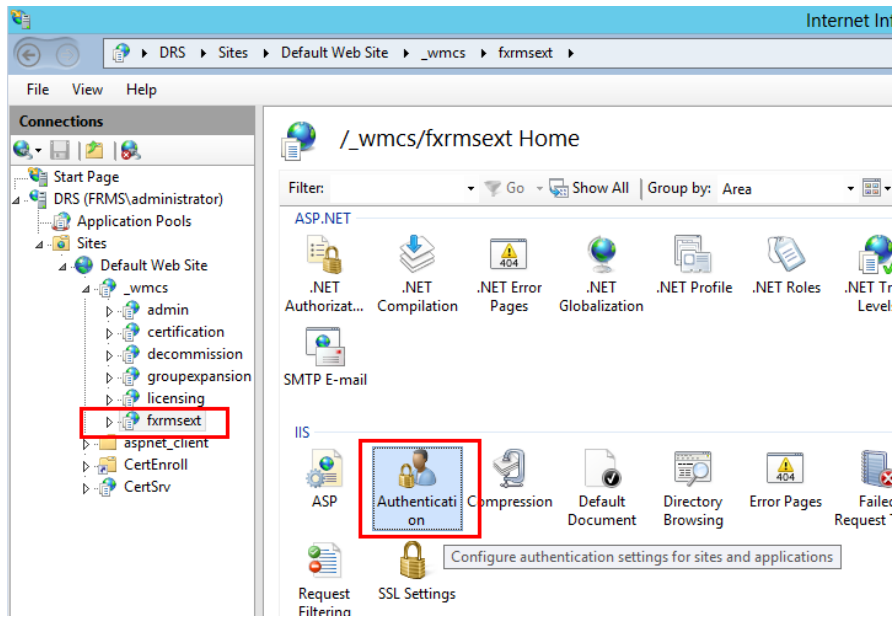 Internet Inf
DRS Sites Default Web Site _wmcs fxrmsext
File View Help
Connections
Start Page
DRS (FRMS\administrator)
Application Pools
Sites
Default Web Site
_wmcs
admin
certification
decommission
groupexpansion
licensing
fxrmsext
aspnet_client
CertEnroll
CertSrv
/_wmcs/fxrmsext Home
Filter: Go Show All Group by: Area
ASP.NET
.NET Authorizat...
.NET Compilation
404
.NET Error Pages
.NET Globalization
.NET Profile
.NET Roles
.NET Tr
Levels
SMTP E-mail
IIS
ASP
Authenticati
on
Compression
Default
Document
Directory
Browsing
404
Error Pages
Failed
Request T
Configure authentication settings for sites and applications
Request
Filtering
SSL Settings